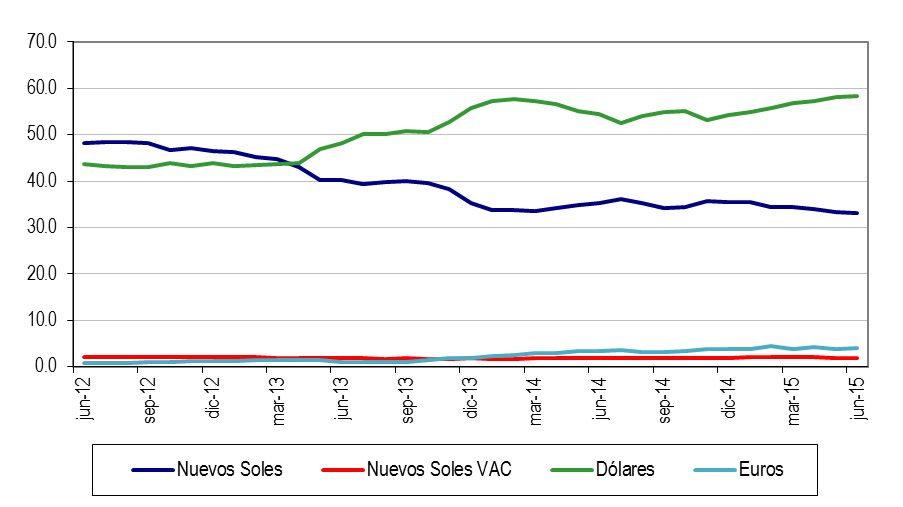 70.0
60.0
50.0
40.0
30.0
20.0
10.0
0.0
jun-12
sep-12
dic-12
mar-13
jun-13
sep-13
dic-13
mar-14
jun-14
sep-14
dic-14
mar-15
jun-15
Nuevos Soles Nuevos Soles VAC Dólares Euros